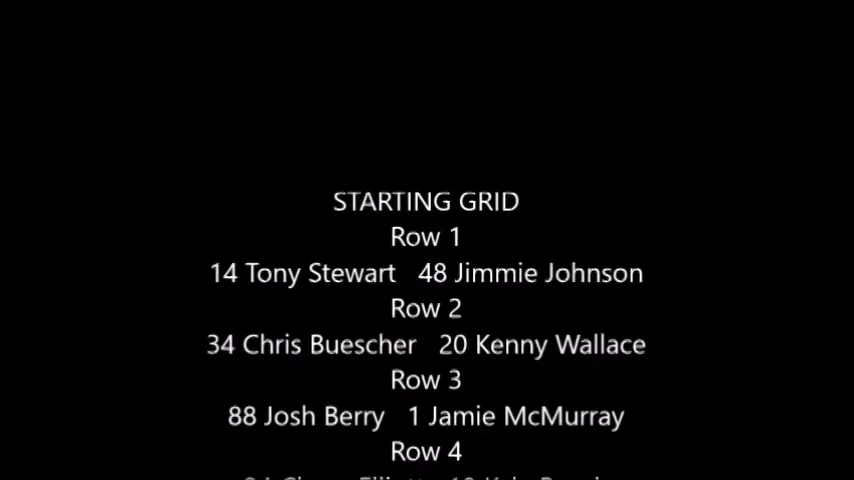 STARTING GRID
Row 1
14 Tony Stewart   48 Jimmie Johnson
Row 2
34 Chris Buescher   20 Kenny Wallace
Row 3
88 Josh Berry   1 Jamie McMurray
Row 4